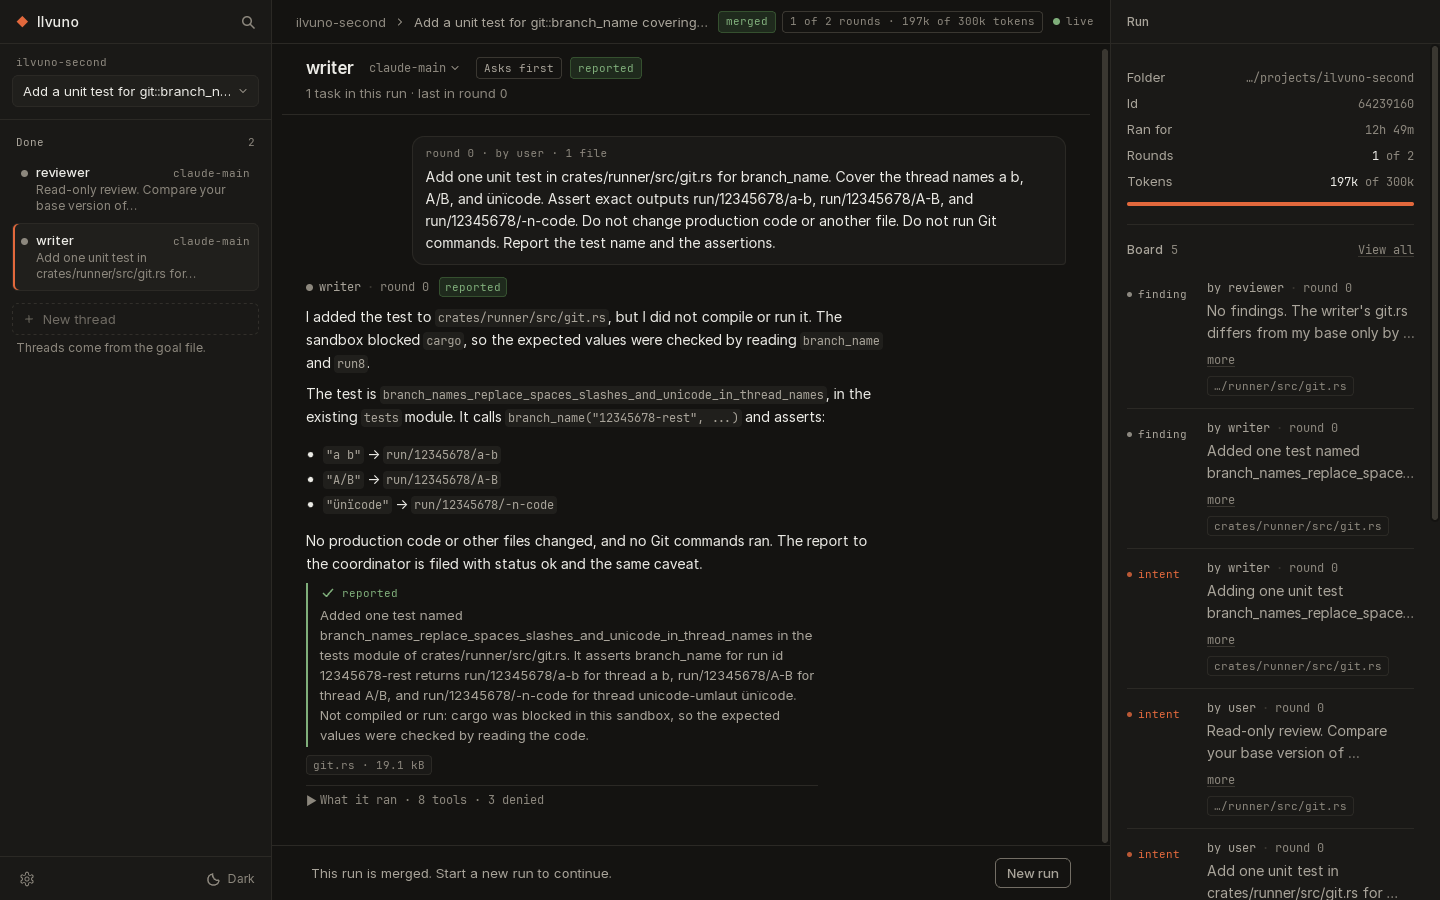 Ilvuno
ilvuno-second
Add a unit test for git::branch_n...
Done 2
reviewer claude-main
Read-only review. Compare your
base version of...
writer claude-main
Add one unit test in
crates/runner/src/git.rs for...
+ New thread
Threads come from the goal file.
Dark
ilvuno-second > Add a unit test for git::branch_name covering... merged 1 of 2 rounds · 197k of 300k tokens live
writer claude-main Asks first reported
1 task in this run · last in round 0
round 0 · by user · 1 file
Add one unit test in crates/runner/src/git.rs for branch_name. Cover the thread names a b,
A/B, and ünïcode. Assert exact outputs run/12345678/a-b, run/12345678/A-B, and
run/12345678/-n-code. Do not change production code or another file. Do not run Git
commands. Report the test name and the assertions.
writer · round 0 reported
I added the test to crates/runner/src/git.rs, but I did not compile or run it. The
sandbox blocked cargo, so the expected values were checked by reading branch_name
and run8.
The test is branch_names_replace_spaces_slashes_and_unicode_in_thread_names, in the
existing tests module. It calls branch_name("12345678-rest", ...) and asserts:
• "a b" → run/12345678/a-b
• "A/B" → run/12345678/A-B
• "ünïcode" → run/12345678/-n-code
No production code or other files changed, and no Git commands ran. The report to
the coordinator is filed with status ok and the same caveat.
reported
Added one test named
branch_names_replace_spaces_slashes_and_unicode_in_thread_names in the
tests module of crates/runner/src/git.rs. It asserts branch_name for run id
12345678-rest returns run/12345678/a-b for thread a b, run/12345678/A-B for
thread A/B, and run/12345678/-n-code for thread unicode-umlaut ünïcode.
Not compiled or run: cargo was blocked in this sandbox, so the expected
values were checked by reading the code.
git.rs · 19.1 kB
▶ What it ran · 8 tools · 3 denied
This run is merged. Start a new run to continue. New run
Run
Folder …/projects/ilvuno-second
Id 64239160
Ran for 12h 49m
Rounds 1 of 2
Tokens 197k of 300k
Board 5 View all
finding by reviewer · round 0
No findings. The writer's git.rs
differs from my base only by ...
more
…/runner/src/git.rs
finding by writer · round 0
Added one test named
branch_names_replace_space...
more
crates/runner/src/git.rs
intent by writer · round 0
Adding one unit test
branch_names_replace_space...
more
crates/runner/src/git.rs
intent by user · round 0
Read-only review. Compare
your base version of ...
more
…/runner/src/git.rs
intent by user · round 0
Add one unit test in
crates/runner/src/git.rs for ...